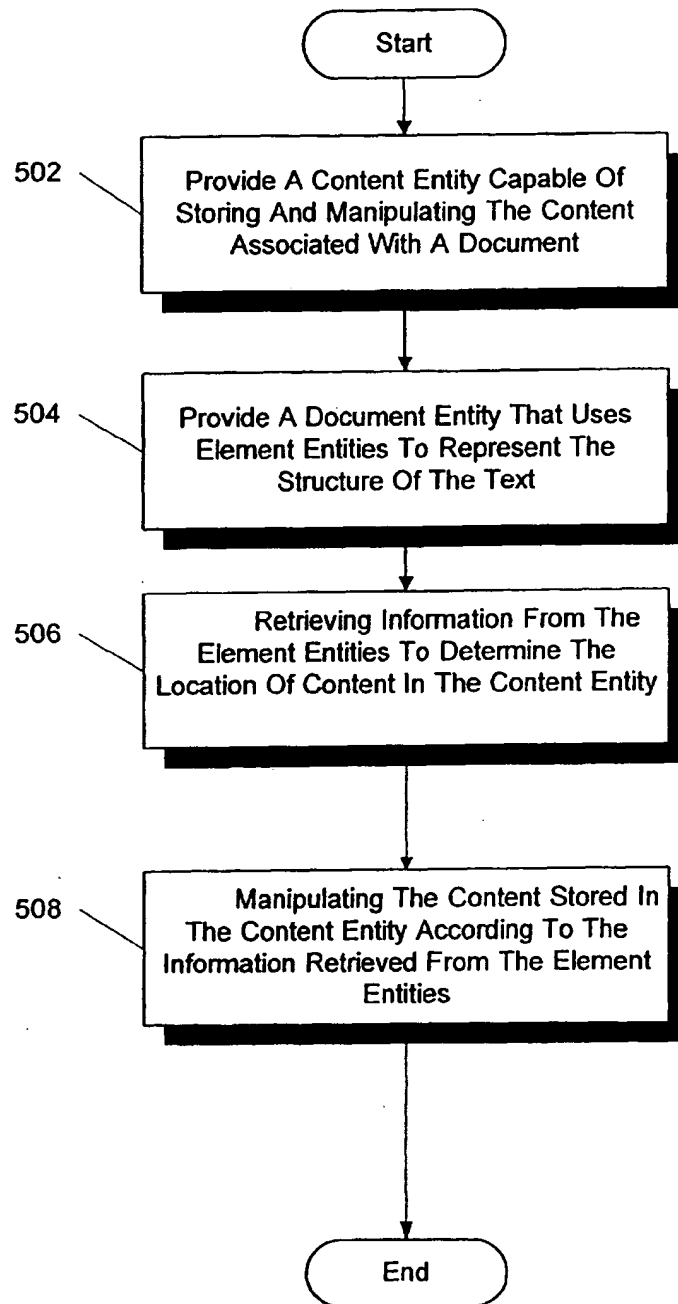 Start
502
Provide A Content Entity Capable Of
Storing And Manipulating The Content
Associated With A Document
504
Provide A Document Entity That Uses
Element Entities To Represent The
Structure Of The Text
506
Retrieving Information From The
Element Entities To Determine The
Location Of Content In The Content Entity
508
Manipulating The Content Stored In
The Content Entity According To The
Information Retrieved From The Element
Entities
End